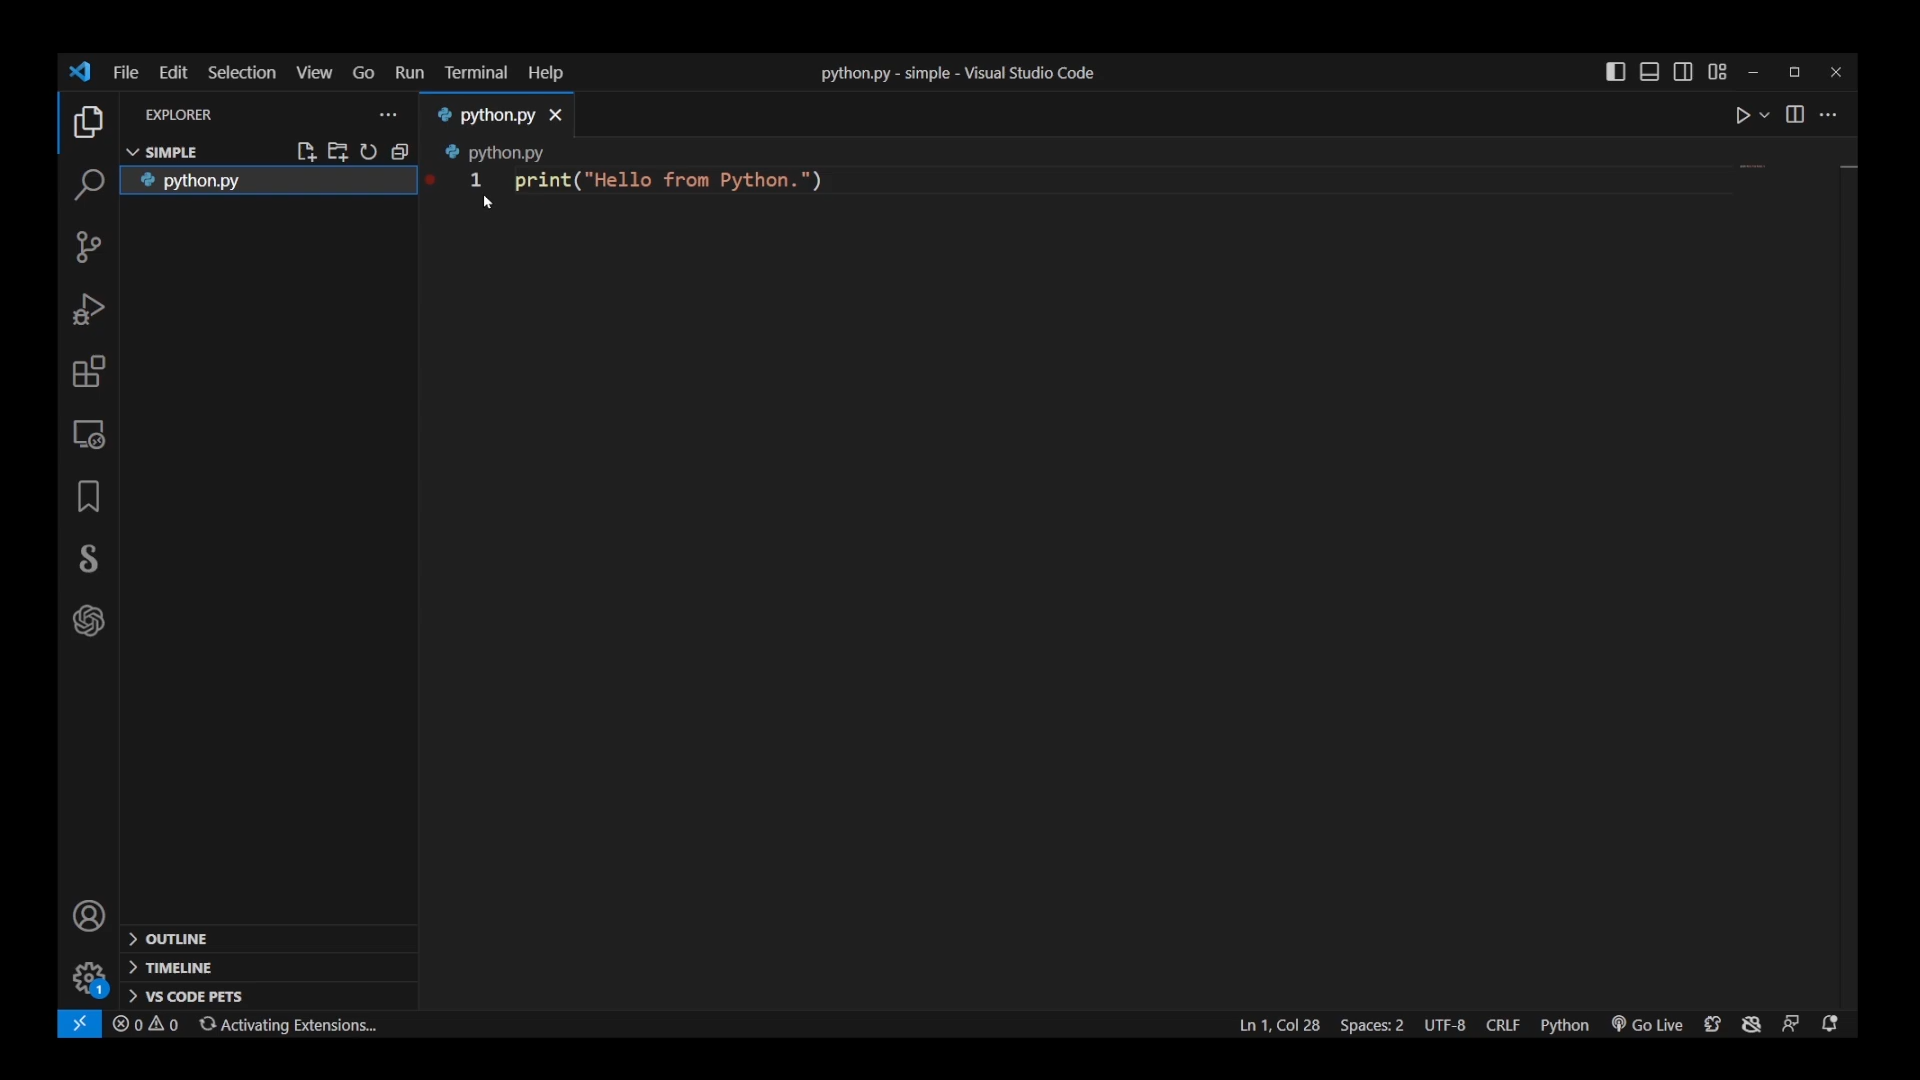 File Edit Selection View Go Run Terminal Help
python.py - simple - Visual Studio Code
EXPLORER
python.py
SIMPLE
python.py
python.py
1 print("Hello from Python.")
OUTLINE
TIMELINE
VS CODE PETS
1
0 0 Activating Extensions...
Ln 1, Col 28 Spaces: 2 UTF-8 CRLF Python Go Live